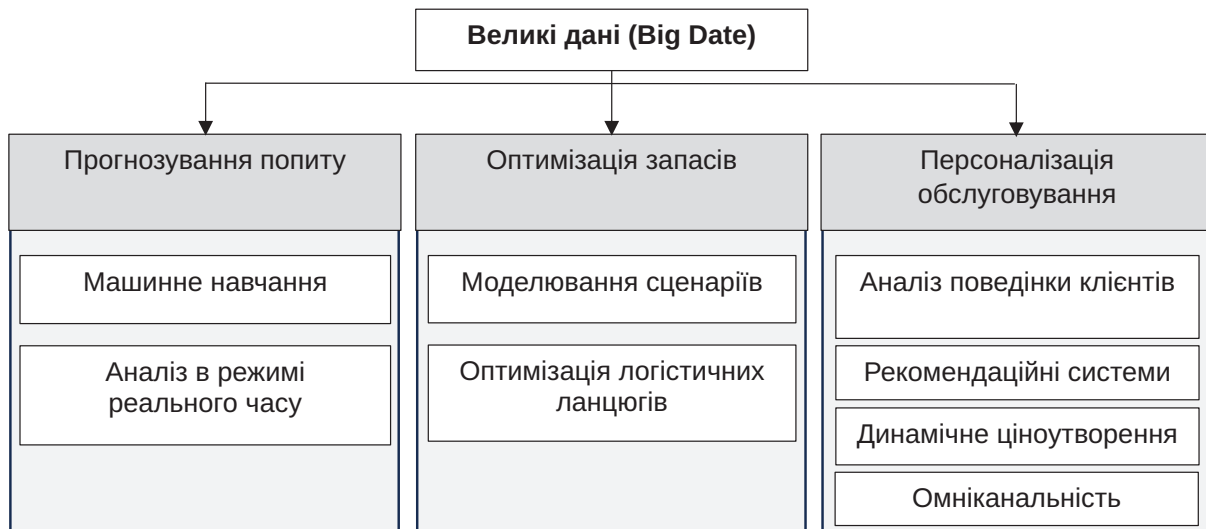 Великі дані (Big Date)
Прогнозування попиту
Оптимізація запасів
Персоналізація
обслуговування
Машинне навчання
Аналіз в режимі
реального часу
Моделювання сценаріїв
Оптимізація логістичних
ланцюгів
Аналіз поведінки клієнтів
Рекомендаційні системи
Динамічне ціноутворення
Омніканальність